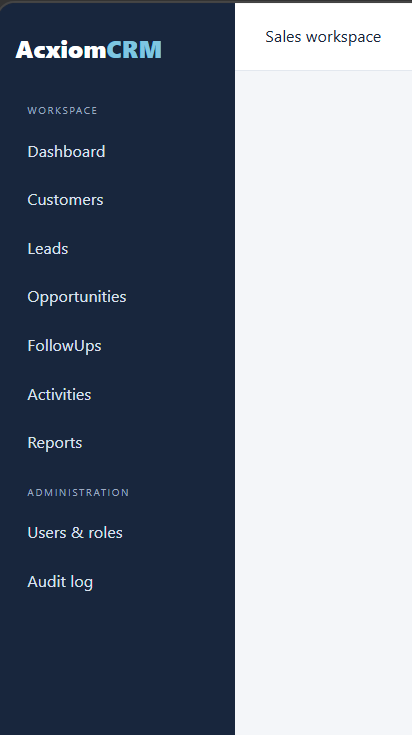 AcxiomCRM
Sales workspace
WORKSPACE
Dashboard
Customers
Leads
Opportunities
FollowUps
Activities
Reports
ADMINISTRATION
Users & roles
Audit log